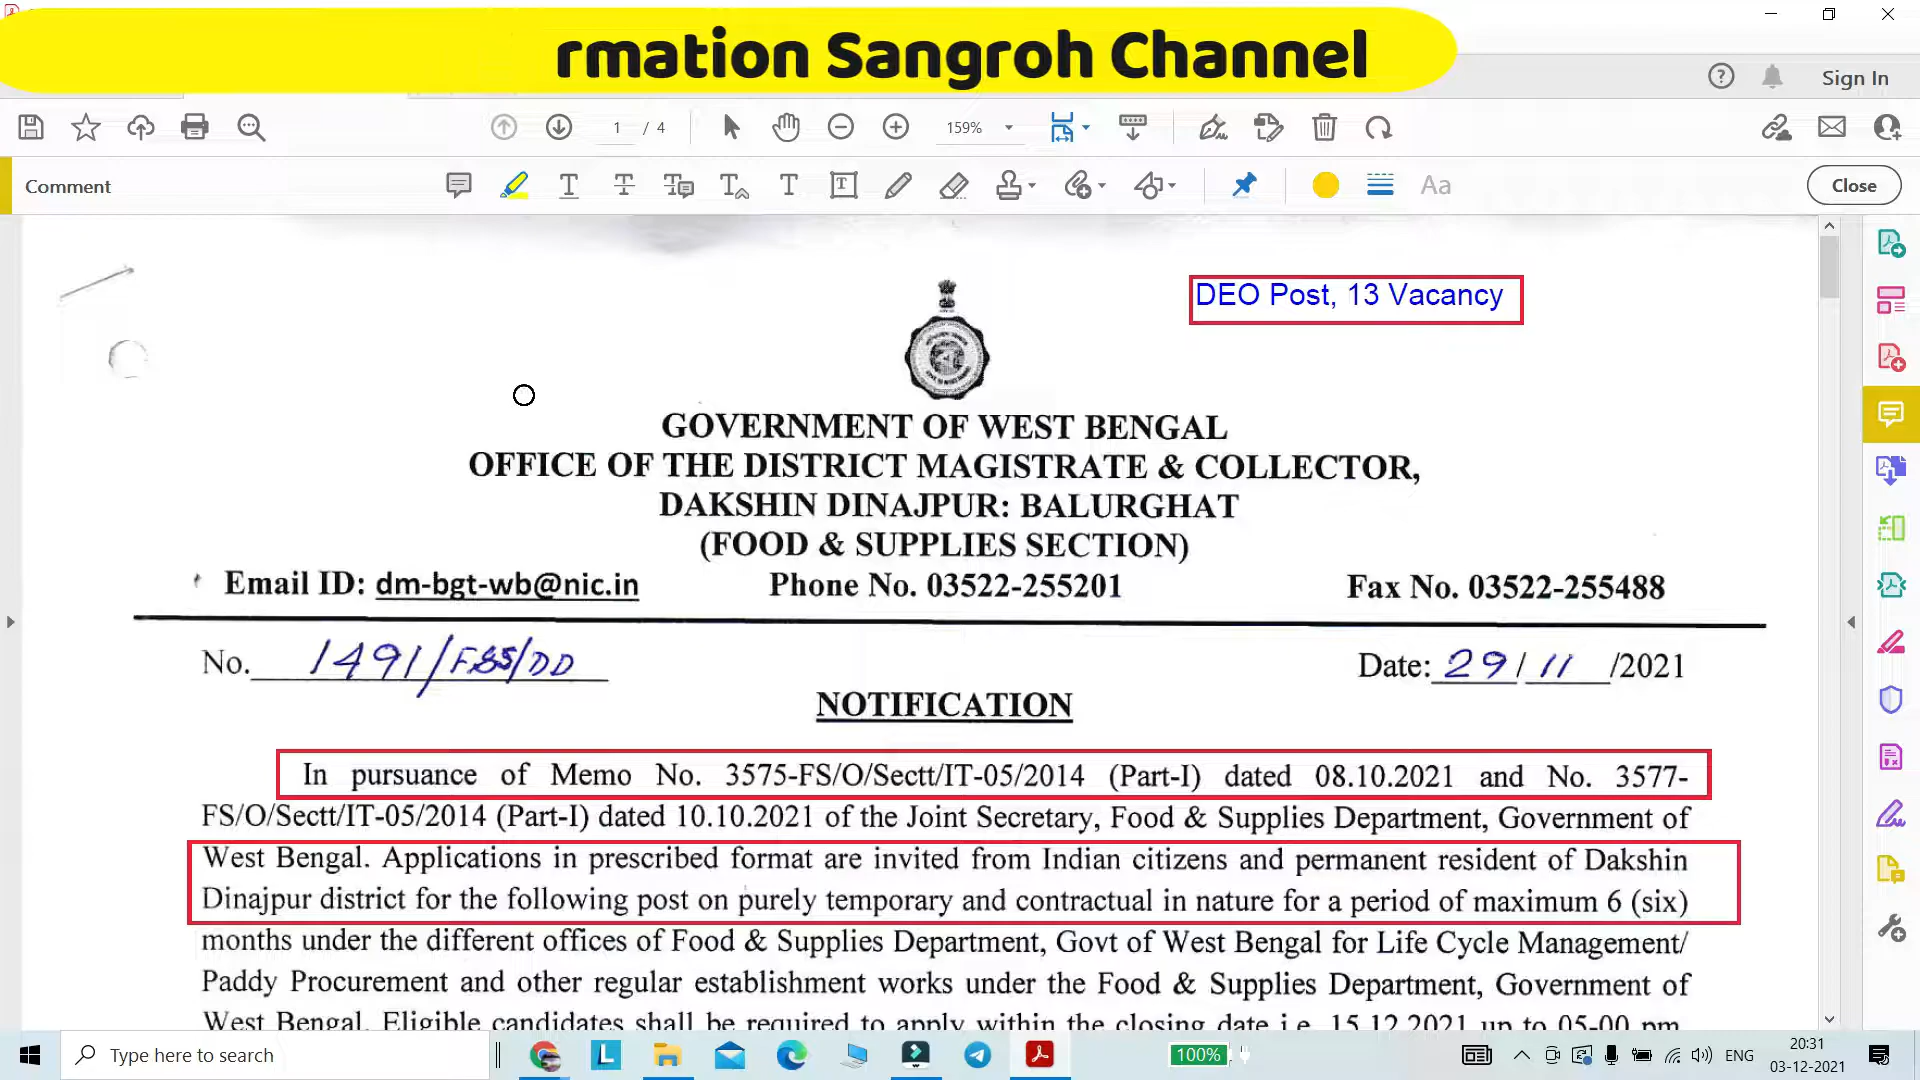 rmation Sangroh Channel
Sign In
1 / 4
159%
Comment
Close
DEO Post, 13 Vacancy
GOVERNMENT OF WEST BENGAL
OFFICE OF THE DISTRICT MAGISTRATE & COLLECTOR,
DAKSHIN DINAJPUR: BALURGHAT
(FOOD & SUPPLIES SECTION)
Email ID: dm-bgt-wb@nic.in Phone No. 03522-255201 Fax No. 03522-255488
No. 1491/FSS/DD Date: 29/11/2021
NOTIFICATION
In pursuance of Memo No. 3575-FS/O/Sectt/IT-05/2014 (Part-I) dated 08.10.2021 and No. 3577-
FS/O/Sectt/IT-05/2014 (Part-I) dated 10.10.2021 of the Joint Secretary, Food & Supplies Department, Government of
West Bengal. Applications in prescribed format are invited from Indian citizens and permanent resident of Dakshin
Dinajpur district for the following post on purely temporary and contractual in nature for a period of maximum 6 (six)
months under the different offices of Food & Supplies Department, Govt of West Bengal for Life Cycle Management/
Paddy Procurement and other regular establishment works under the Food & Supplies Department, Government of
West Bengal. Eligible candidates shall be required to apply within the closing date i.e. 15.12.2021 up to 05-00 pm
Type here to search
100%
ENG
20:31
03-12-2021